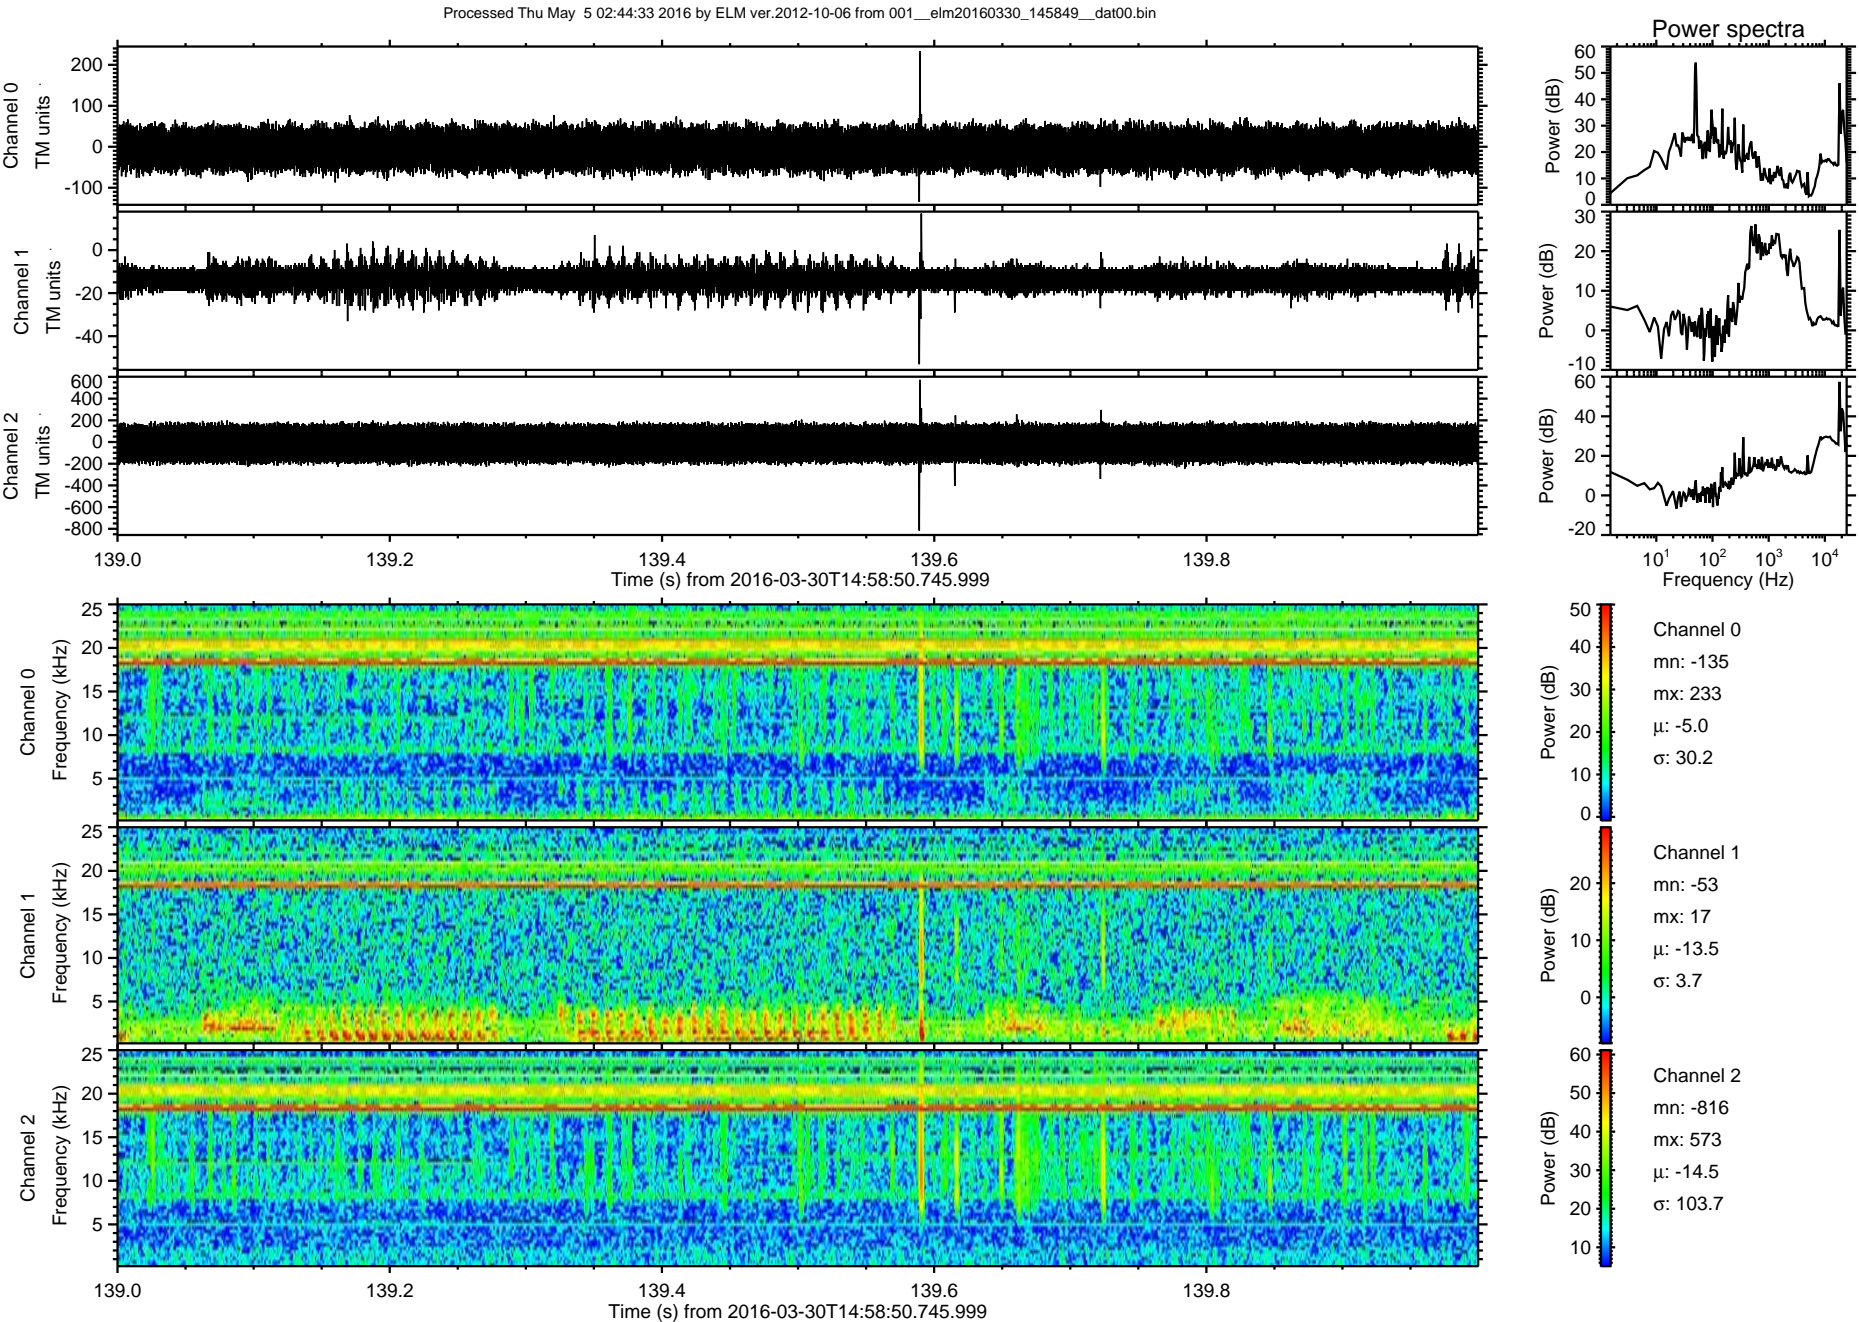 Processed Thu May  5 02:44:33 2016 by ELM ver.2012-10-06 from 001__elm20160330_145849__dat00.bin
Power spectra
Channel 0
TM units
200
100
0
-100
Power (dB)
60
50
40
30
20
10
0
Channel 1
TM units
0
-20
-40
Power (dB)
30
20
10
0
-10
Channel 2
TM units
600
400
200
0
-200
-400
-600
-800
Power (dB)
60
40
20
0
-20
139.0
139.2
139.4
139.6
139.8
Time (s) from 2016-03-30T14:58:50.745.999
10¹
10²
10³
10⁴
Frequency (Hz)
Channel 0
Frequency (kHz)
25
20
15
10
5
Power (dB)
50
40
30
20
10
0
Channel 0
mn: -135
mx: 233
μ: -5.0
σ: 30.2
Channel 1
Frequency (kHz)
25
20
15
10
5
Power (dB)
20
10
0
Channel 1
mn: -53
mx: 17
μ: -13.5
σ: 3.7
Channel 2
Frequency (kHz)
25
20
15
10
5
Power (dB)
60
50
40
30
20
10
Channel 2
mn: -816
mx: 573
μ: -14.5
σ: 103.7
139.0
139.2
139.4
139.6
139.8
Time (s) from 2016-03-30T14:58:50.745.999